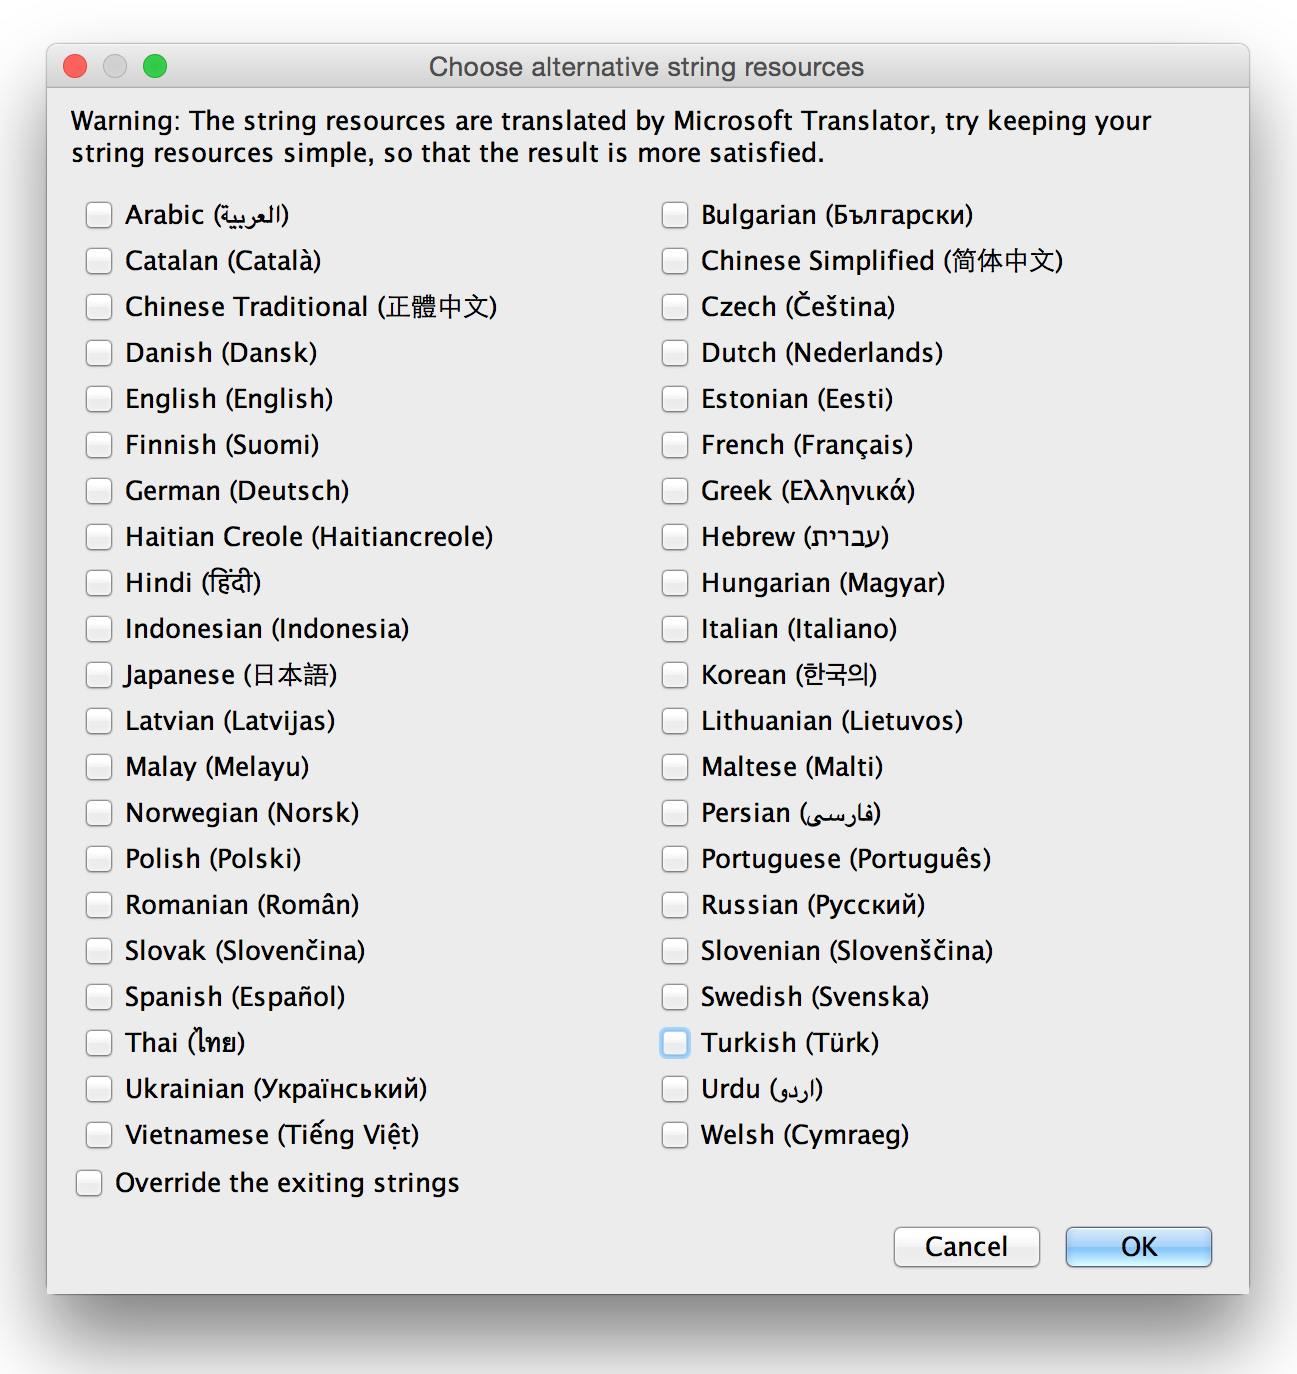 Choose alternative string resources
Warning: The string resources are translated by Microsoft Translator, try keeping your
string resources simple, so that the result is more satisfied.
Arabic (العربية)
Bulgarian (Български)
Catalan (Català)
Chinese Simplified (简体中文)
Chinese Traditional (正體中文)
Czech (Čeština)
Danish (Dansk)
Dutch (Nederlands)
English (English)
Estonian (Eesti)
Finnish (Suomi)
French (Français)
German (Deutsch)
Greek (Ελληνικά)
Haitian Creole (Haitiancreole)
Hebrew (עברית)
Hindi (हिंदी)
Hungarian (Magyar)
Indonesian (Indonesia)
Italian (Italiano)
Japanese (日本語)
Korean (한국의)
Latvian (Latvijas)
Lithuanian (Lietuvos)
Malay (Melayu)
Maltese (Malti)
Norwegian (Norsk)
Persian (فارسی)
Polish (Polski)
Portuguese (Português)
Romanian (Român)
Russian (Русский)
Slovak (Slovenčina)
Slovenian (Slovenščina)
Spanish (Español)
Swedish (Svenska)
Thai (ไทย)
Turkish (Türk)
Ukrainian (Український)
Urdu (اردو)
Vietnamese (Tiếng Việt)
Welsh (Cymraeg)
Override the exiting strings
Cancel
OK